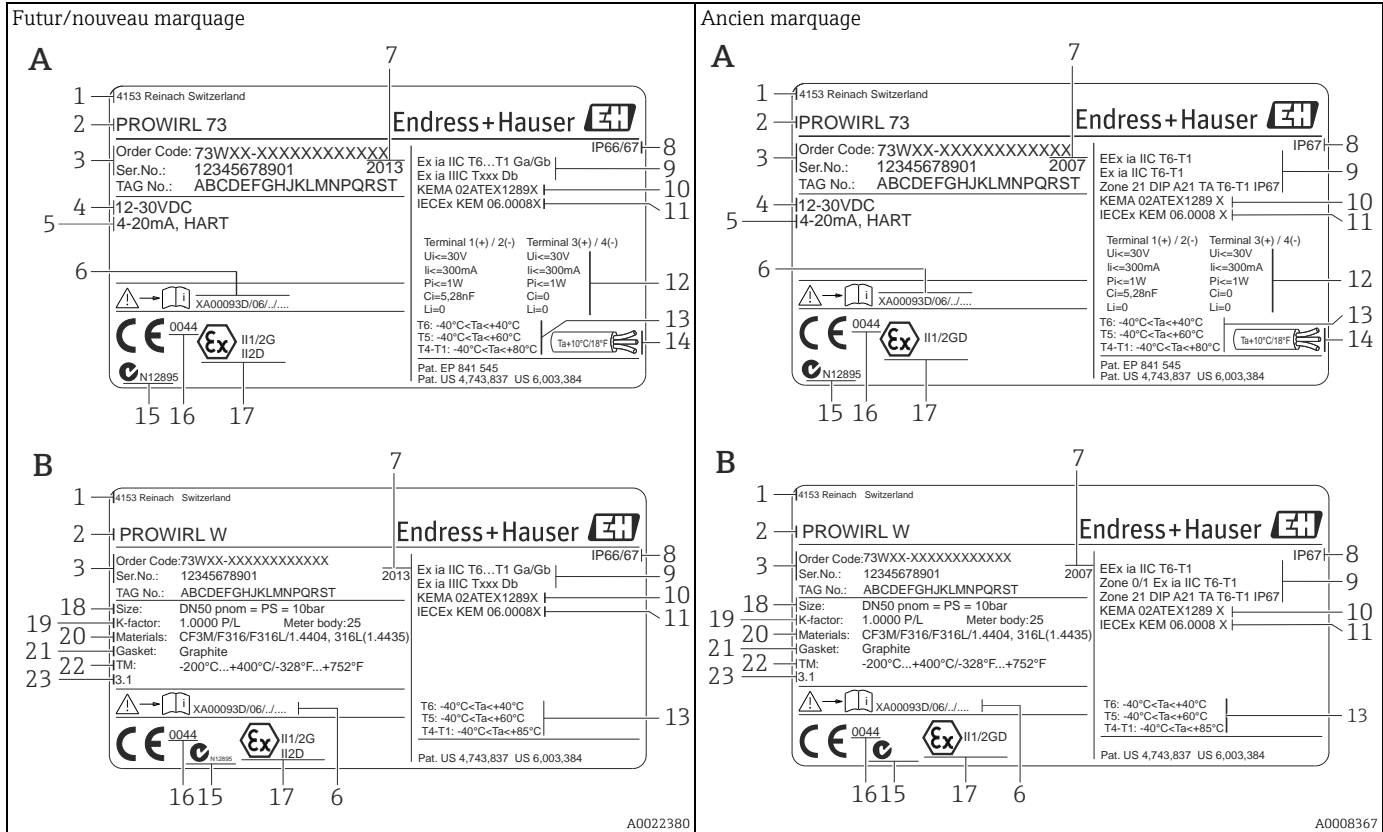 Futur/nouveau marquage
A
7
1
4153 Reinach Switzerland
2
PROWIRL 73
Endress+Hauser EH
IP66/67
8
3
Order Code: 73WXX-XXXXXXXXXXXX
Ser.No.: 12345678901 2013
TAG No.: ABCDEFGHJKLMNPQRST
Ex ia IIC T6...T1 Ga/Gb
Ex ia IIIC Txxx Db
9
KEMA 02ATEX1289X
10
IECEx KEM 06.0008X
11
4
12-30VDC
5
4-20mA, HART
Terminal 1(+) / 2(-) Terminal 3(+) / 4(-)
Ui<=30V Ui<=30V
Ii<=300mA Ii<=300mA
Pi<=1W Pi<=1W
Ci=5,28nF Ci=0
Li=0 Li=0
12
6
i XA00093D/06/../....
T6: -40°C<Ta<+40°C
T5: -40°C<Ta<+60°C
T4-T1: -40°C<Ta<+80°C
13
Ta+10°C/18°F
14
CE 0044 Ex II1/2G
II2D
N12895
Pat. EP 841 545
Pat. US 4,743,837 US 6,003,384
15 16 17
B
7
1
4153 Reinach Switzerland
2
PROWIRL W
Endress+Hauser EH
IP66/67
8
3
Order Code:73WXX-XXXXXXXXXXXX
Ser.No.: 12345678901 2013
TAG No.: ABCDEFGHJKLMNPQRST
Ex ia IIC T6...T1 Ga/Gb
Ex ia IIIC Txxx Db
9
KEMA 02ATEX1289X
10
IECEx KEM 06.0008X
11
18 Size: DN50 pnom = PS = 10bar
19 K-factor: 1.0000 P/L Meter body:25
20 Materials: CF3M/F316/F316L/1.4404, 316L(1.4435)
21 Gasket: Graphite
22 TM: -200°C...+400°C/-328°F...+752°F
23 3.1
i XA00093D/06/../....
T6: -40°C<Ta<+40°C
T5: -40°C<Ta<+60°C
T4-T1: -40°C<Ta<+85°C
13
CE 0044 N12895 Ex II1/2G
II2D
Pat. US 4,743,837 US 6,003,384
16 15 17 6
A0022380
Ancien marquage
A
7
1
4153 Reinach Switzerland
2
PROWIRL 73
Endress+Hauser EH
IP67
8
3
Order Code: 73WXX-XXXXXXXXXXXX
Ser.No.: 12345678901 2007
TAG No.: ABCDEFGHJKLMNPQRST
EEx ia IIC T6-T1
Ex ia IIC T6-T1
Zone 21 DIP A21 TA T6-T1 IP67
9
KEMA 02ATEX1289 X
10
IECEx KEM 06.0008 X
11
4
12-30VDC
5
4-20mA, HART
Terminal 1(+) / 2(-) Terminal 3(+) / 4(-)
Ui<=30V Ui<=30V
Ii<=300mA Ii<=300mA
Pi<=1W Pi<=1W
Ci=5,28nF Ci=0
Li=0 Li=0
12
6
i XA00093D/06/../....
T6: -40°C<Ta<+40°C
T5: -40°C<Ta<+60°C
T4-T1: -40°C<Ta<+80°C
13
Ta+10°C/18°F
14
CE 0044 Ex II1/2GD
N12895
Pat. EP 841 545
Pat. US 4,743,837 US 6,003,384
15 16 17
B
7
1
4153 Reinach Switzerland
2
PROWIRL W
Endress+Hauser EH
IP67
8
3
Order Code:73WXX-XXXXXXXXXXXX
Ser.No.: 12345678901 2007
TAG No.: ABCDEFGHJKLMNPQRST
EEx ia IIC T6-T1
Zone 0/1 Ex ia IIC T6-T1
Zone 21 DIP A21 TA T6-T1 IP67
9
KEMA 02ATEX1289 X
10
IECEx KEM 06.0008 X
11
18 Size: DN50 pnom = PS = 10bar
19 K-factor: 1.0000 P/L Meter body:25
20 Materials: CF3M/F316/F316L/1.4404, 316L(1.4435)
21 Gasket: Graphite
22 TM: -200°C...+400°C/-328°F...+752°F
23 3.1
i XA00093D/06/../....
T6: -40°C<Ta<+40°C
T5: -40°C<Ta<+60°C
T4-T1: -40°C<Ta<+85°C
13
CE 0044 Ex II1/2GD
Pat. US 4,743,837 US 6,003,384
16 15 17 6
A0008367